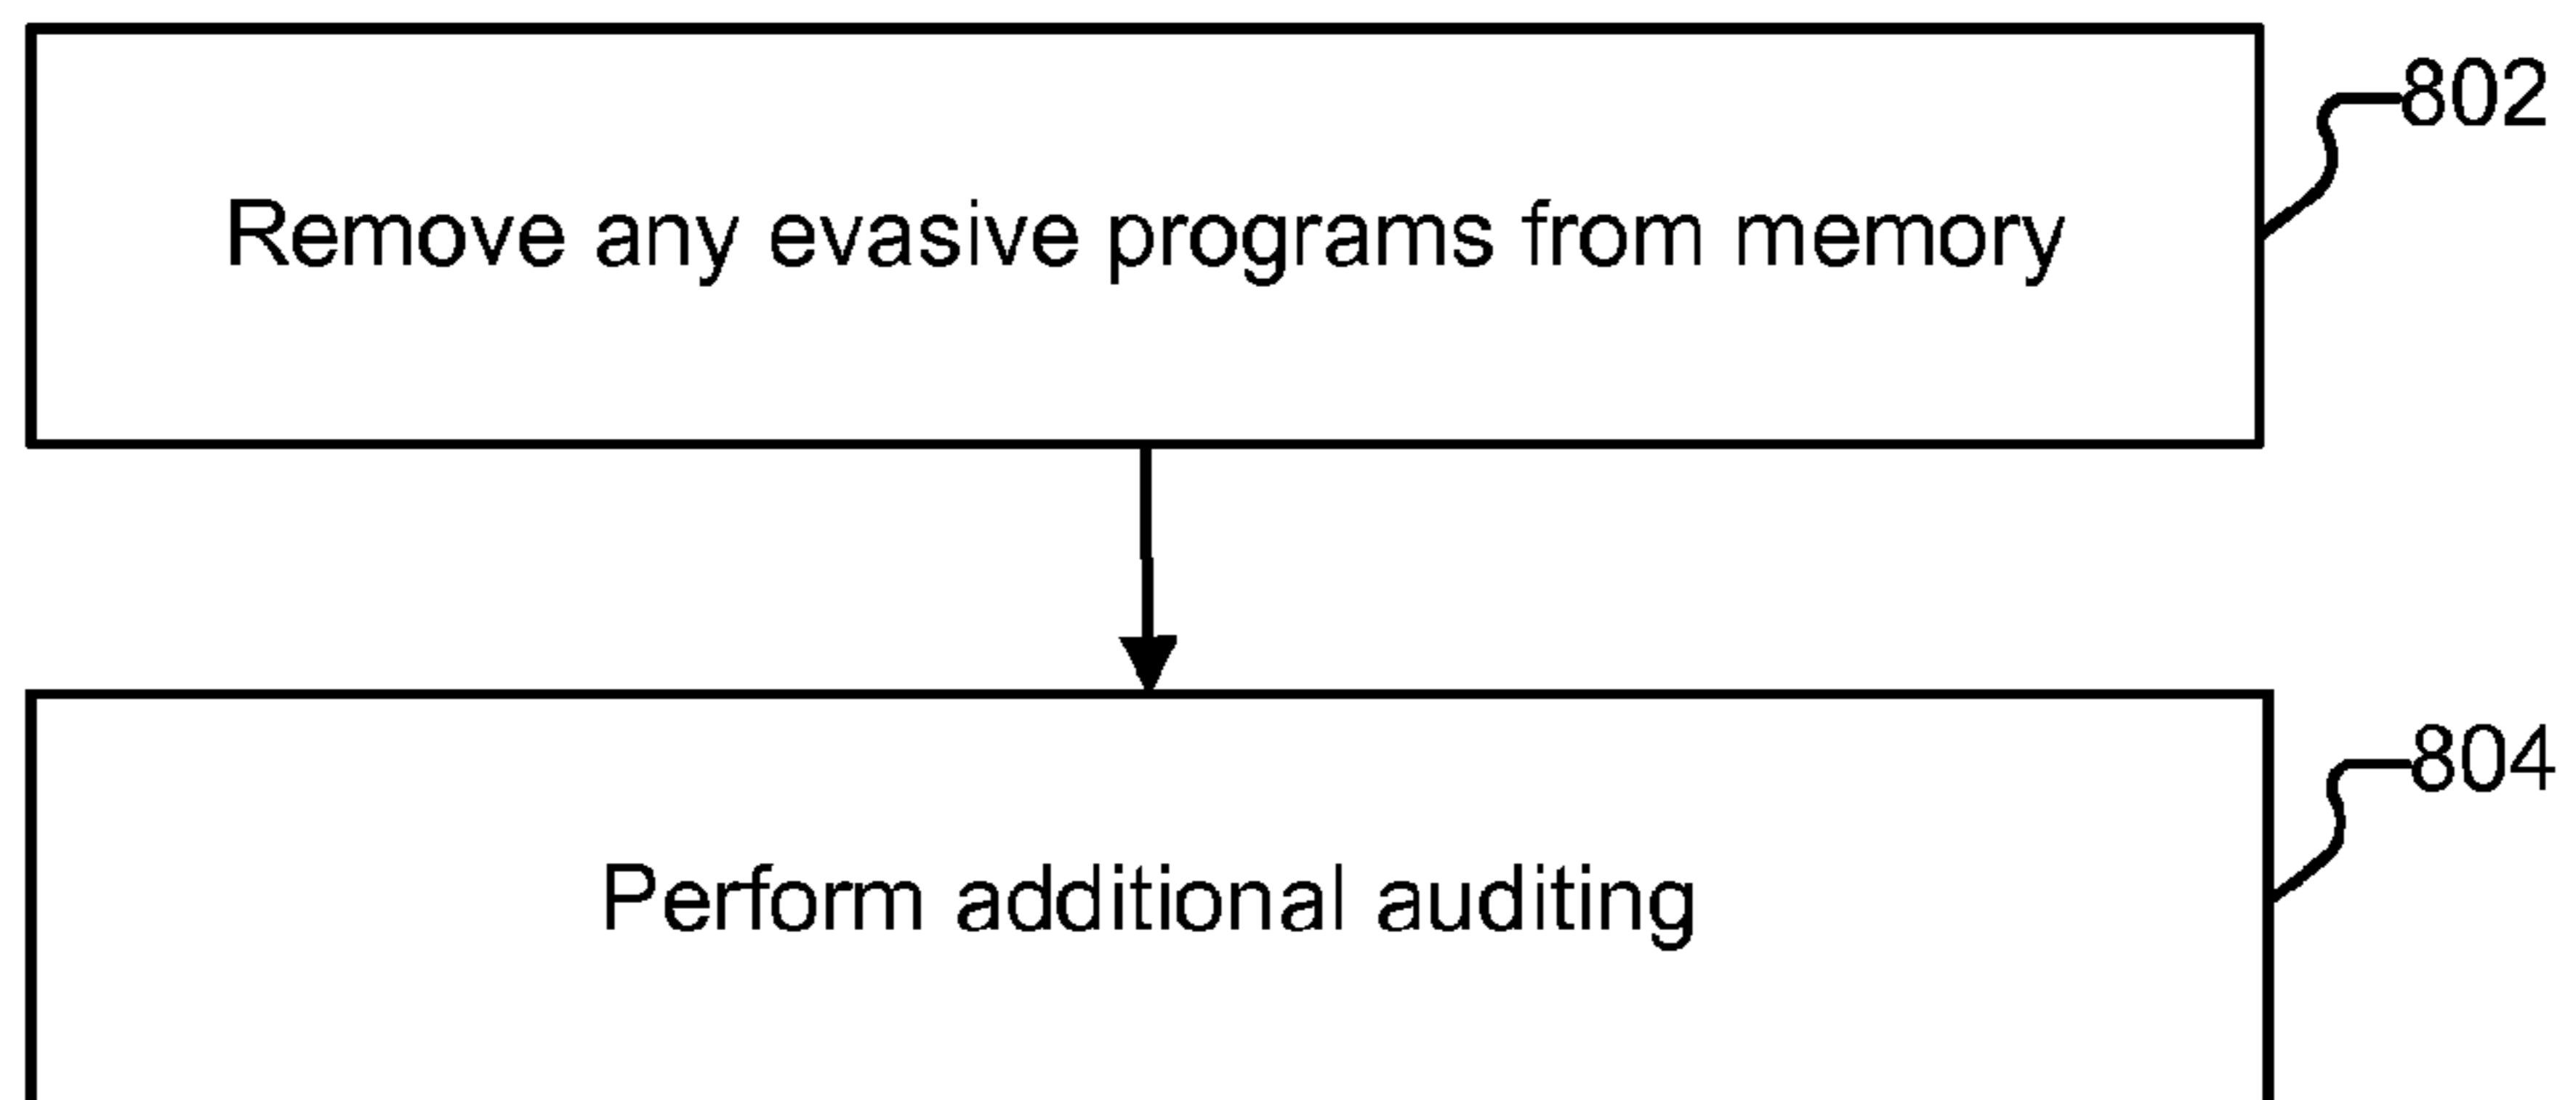 802
Remove any evasive programs from memory
804
Perform additional auditing